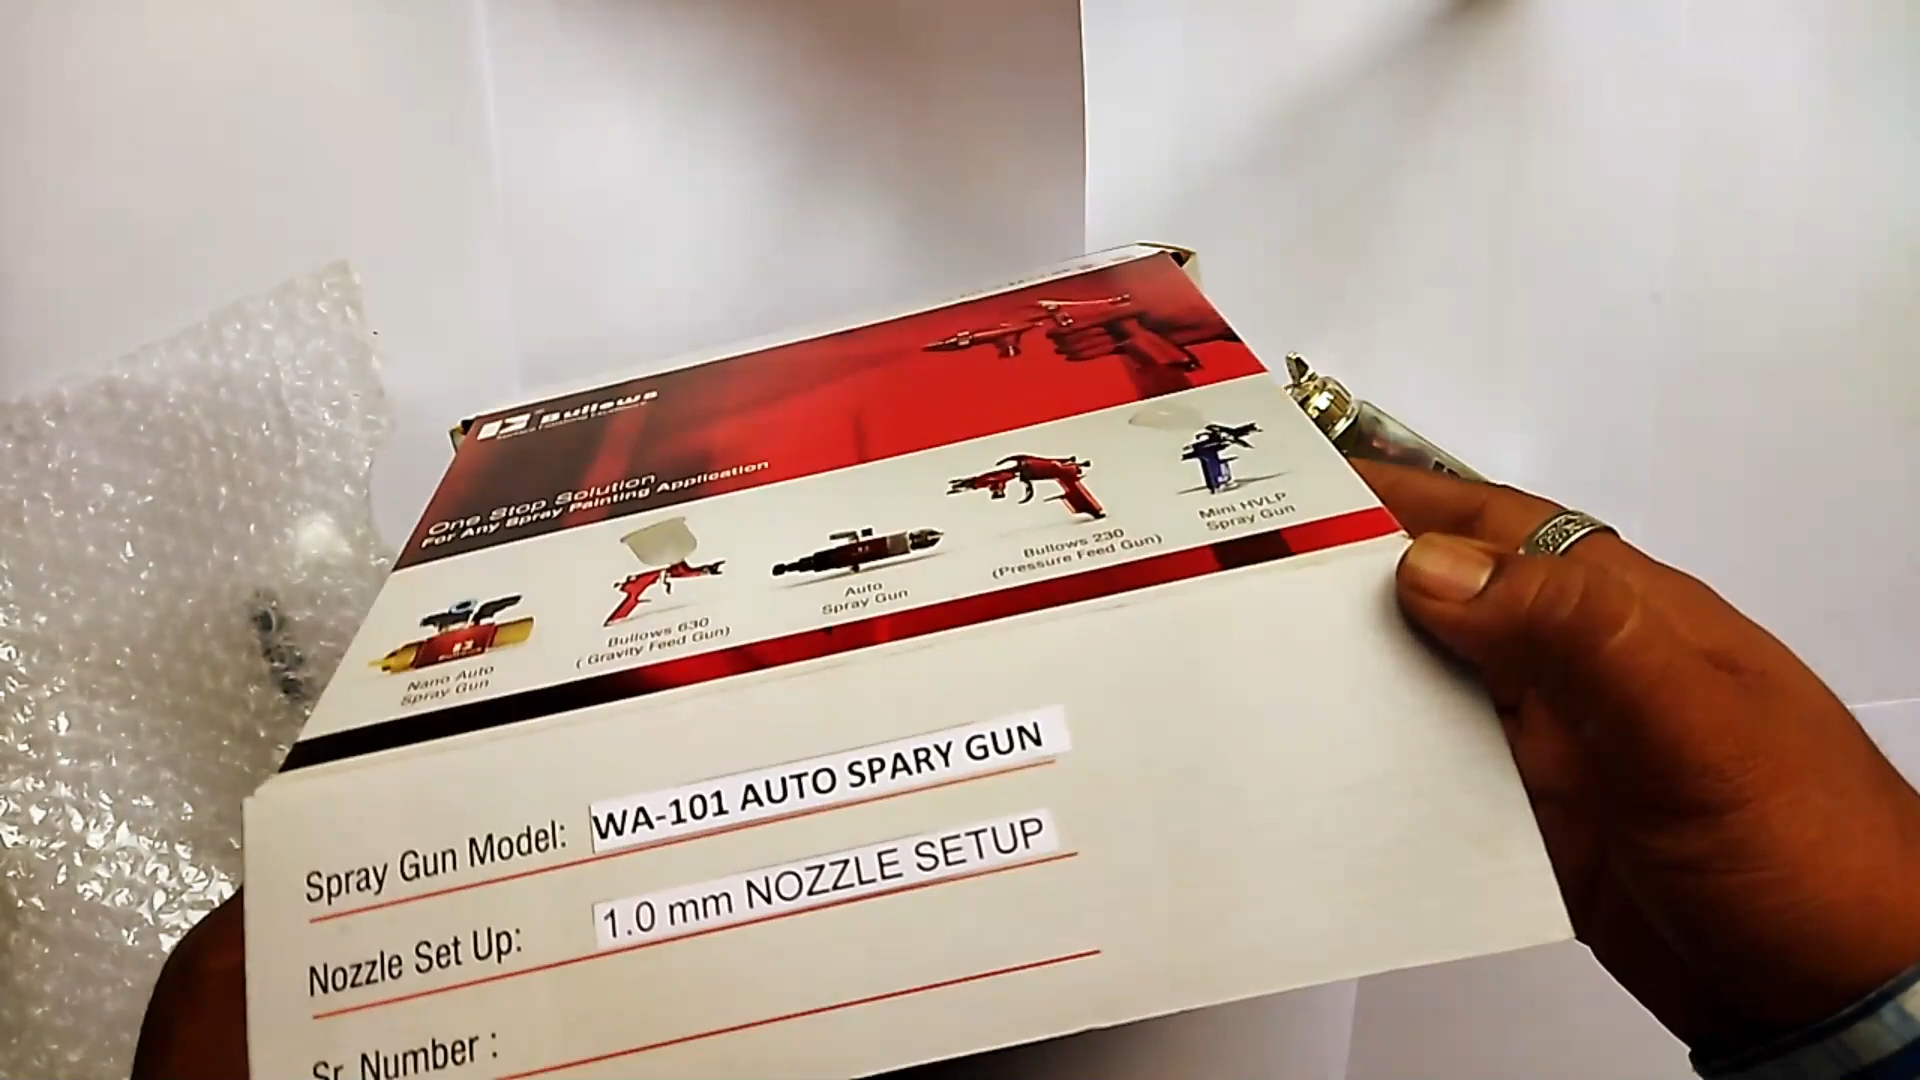 Bullows
One Stop Solution
For Any Spray Painting Application
Nano Auto
Spray Gun
Bullows 630
( Gravity Feed Gun)
Auto
Spray Gun
Bullows 230
(Pressure Feed Gun)
Mini HVLP
Spray Gun
Spray Gun Model: WA-101 AUTO SPARY GUN
Nozzle Set Up: 1.0 mm NOZZLE SETUP
Sr. Number :